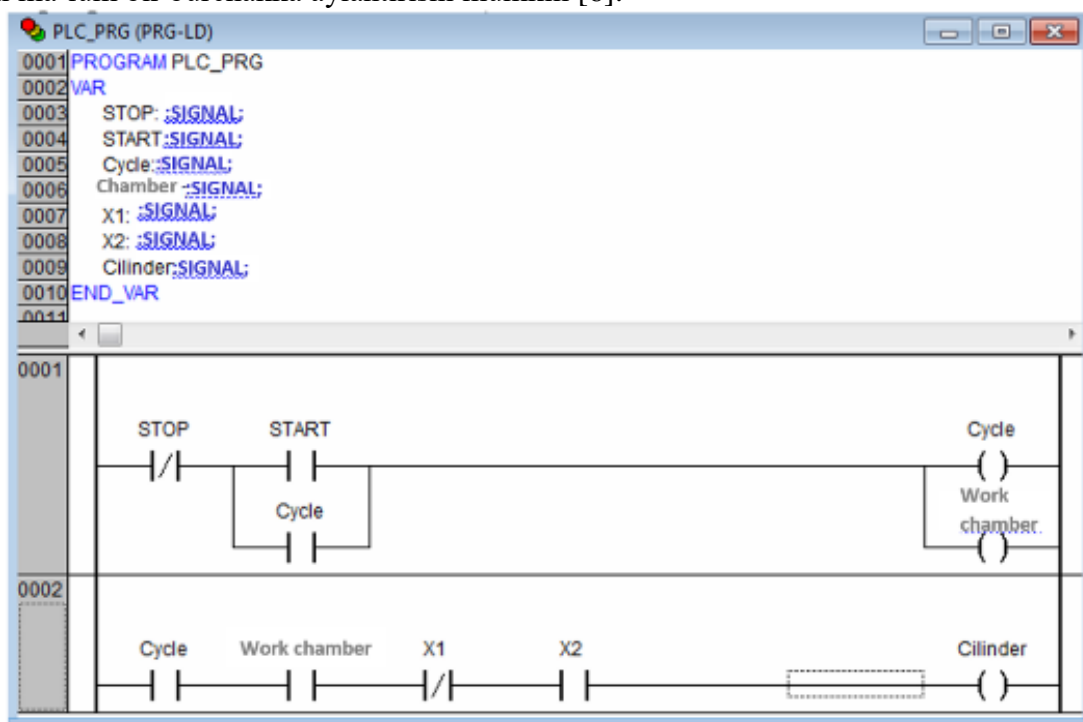 PLC_PRG (PRG-LD)
0001 PROGRAM PLC_PRG
0002 VAR
0003 STOP: :SIGNAL;
0004 START:SIGNAL;
0005 Cycle::SIGNAL;
0006 Chamber :SIGNAL;
0007 X1: :SIGNAL;
0008 X2: :SIGNAL;
0009 Cilinder:SIGNAL;
0010 END_VAR
0011
0001
STOP START Cycle
Cycle Work
chamber.
0002
Cycle Work chamber X1 X2 Cilinder